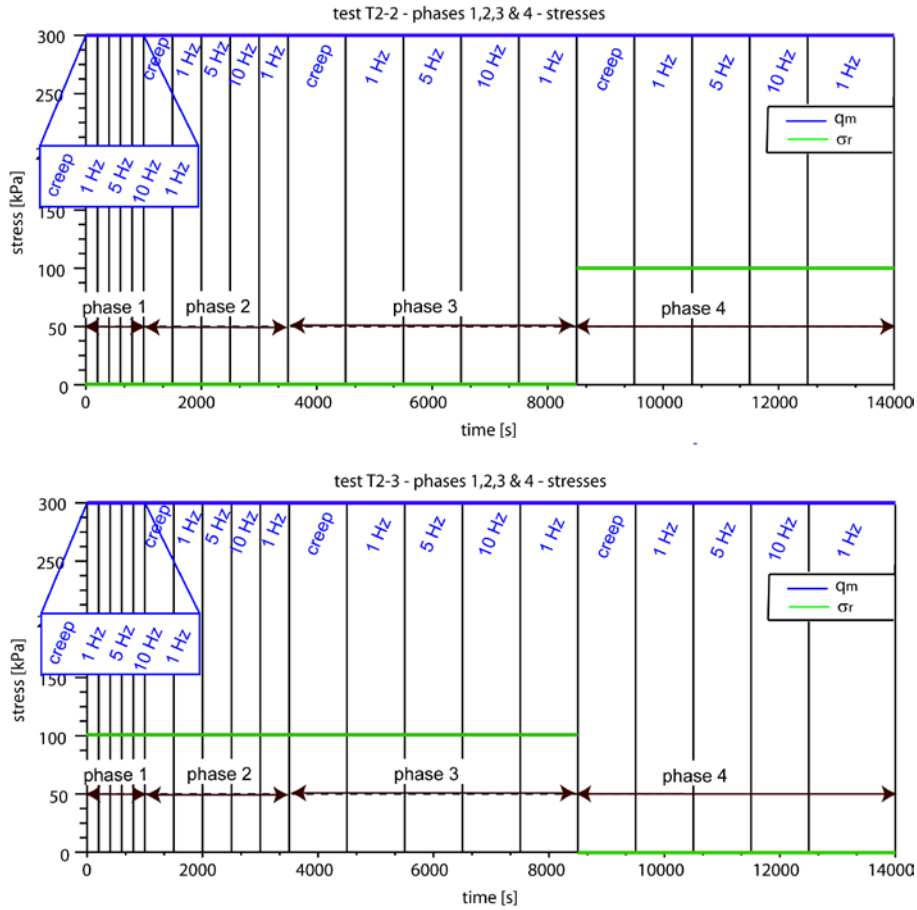 test T2-2 - phases 1,2,3 & 4 - stresses
300
250
150
100
50
0
stress [kPa]
creep 1 Hz 5 Hz 10 Hz 1 Hz creep 1 Hz 5 Hz 10 Hz 1 Hz creep 1 Hz 5 Hz 10 Hz 1 Hz
creep 1 Hz 5 Hz 10 Hz 1 Hz
qm
σr
phase 1 phase 2 phase 3 phase 4
0 2000 4000 6000 8000 10000 12000 14000
time [s]
test T2-3 - phases 1,2,3 & 4 - stresses
300
250
150
100
50
0
stress [kPa]
creep 1 Hz 5 Hz 10 Hz 1 Hz creep 1 Hz 5 Hz 10 Hz 1 Hz creep 1 Hz 5 Hz 10 Hz 1 Hz
creep 1 Hz 5 Hz 10 Hz 1 Hz
qm
σr
phase 1 phase 2 phase 3 phase 4
0 2000 4000 6000 8000 10000 12000 14000
time [s]